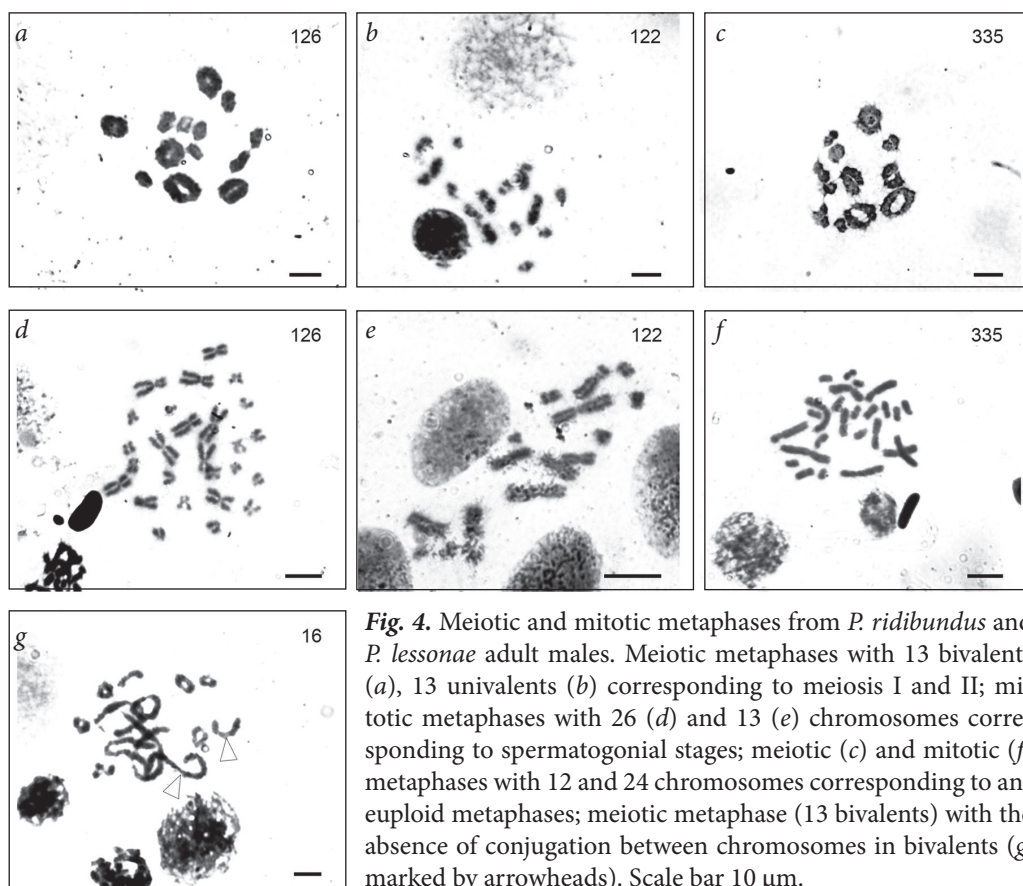 a 126
b 122
c 335
d 126
e 122
f 335
g 16
Fig. 4. Meiotic and mitotic metaphases from P. ridibundus and
P. lessonae adult males. Meiotic metaphases with 13 bivalent
(a), 13 univalents (b) corresponding to meiosis I and II; mi-
totic metaphases with 26 (d) and 13 (e) chromosomes corre-
sponding to spermatogonial stages; meiotic (c) and mitotic (f
metaphases with 12 and 24 chromosomes corresponding to an-
euploid metaphases; meiotic metaphase (13 bivalents) with the
absence of conjugation between chromosomes in bivalents (g
marked by arrowheads). Scale bar 10 µm.